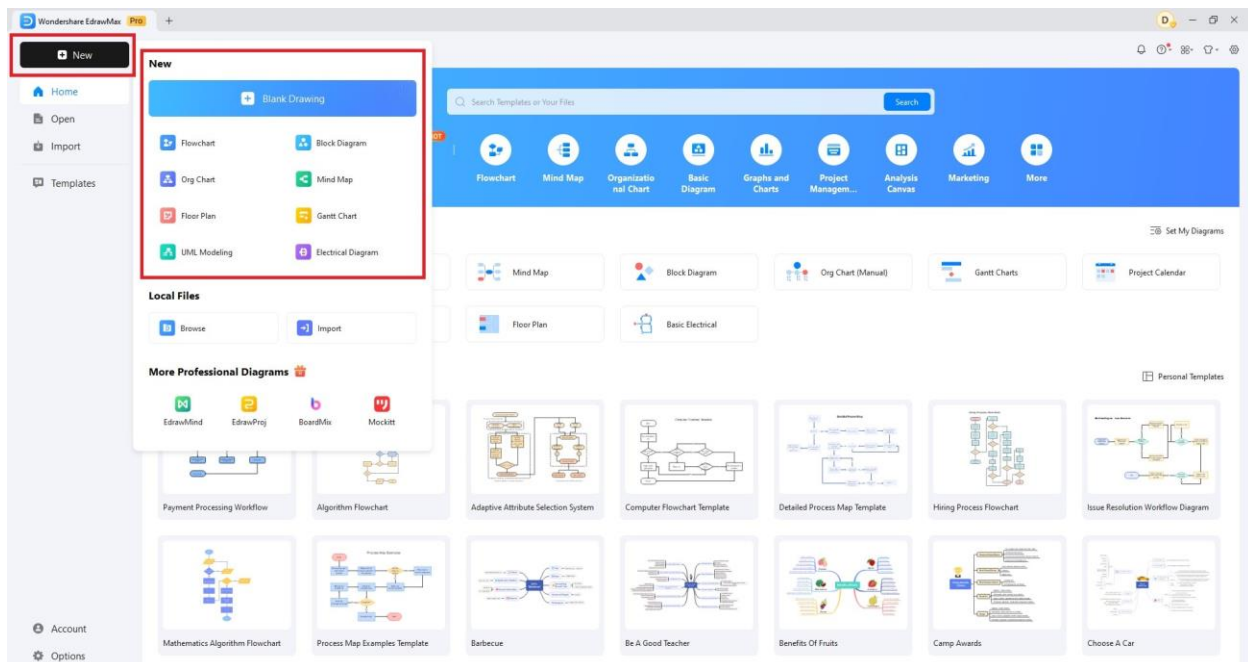 Wondershare EdrawMax Pro +
D
New
Home
Open
Import
Templates
Account
Options
New
Blank Drawing
Flowchart
Block Diagram
Org Chart
Mind Map
Floor Plan
Gantt Chart
UML Modeling
Electrical Diagram
Local Files
Browse
Import
More Professional Diagrams
EdrawMind
EdrawProj
BoardMix
Mockitt
Search Templates or Your Files
Search
Flowchart
Mind Map
Organizatio
nal Chart
Basic
Diagram
Graphs and
Charts
Project
Managem...
Analysis
Canvas
Marketing
More
Set My Diagrams
Mind Map
Block Diagram
Org Chart (Manual)
Gantt Charts
Project Calendar
Floor Plan
Basic Electrical
Personal Templates
Payment Processing Workflow
Algorithm Flowchart
Adaptive Attribute Selection System
Computer Flowchart Template
Detailed Process Map Template
Hiring Process Flowchart
Issue Resolution Workflow Diagram
Mathematics Algorithm Flowchart
Process Map Examples Template
Barbecue
Be A Good Teacher
Benefits Of Fruits
Camp Awards
Choose A Car